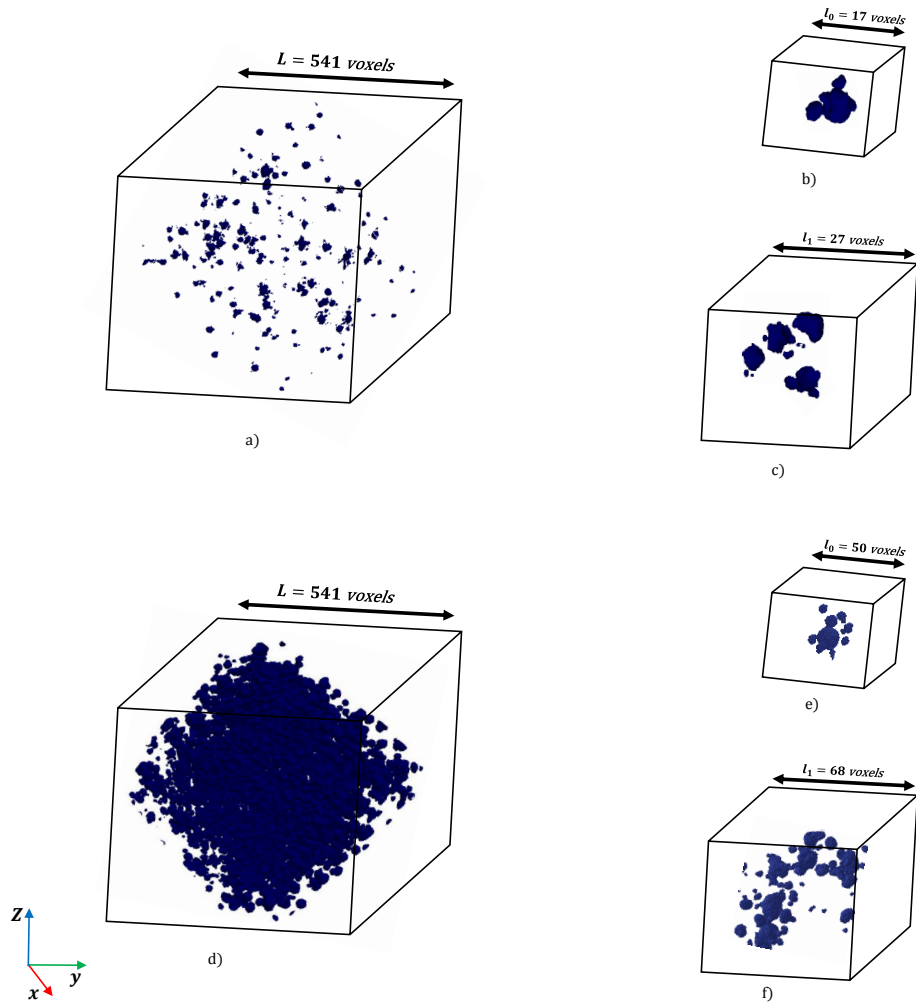 L = 541 voxels
a)
l₀ = 17 voxels
b)
l₁ = 27 voxels
c)
L = 541 voxels
d)
l₀ = 50 voxels
e)
l₁ = 68 voxels
f)
Z
y
x